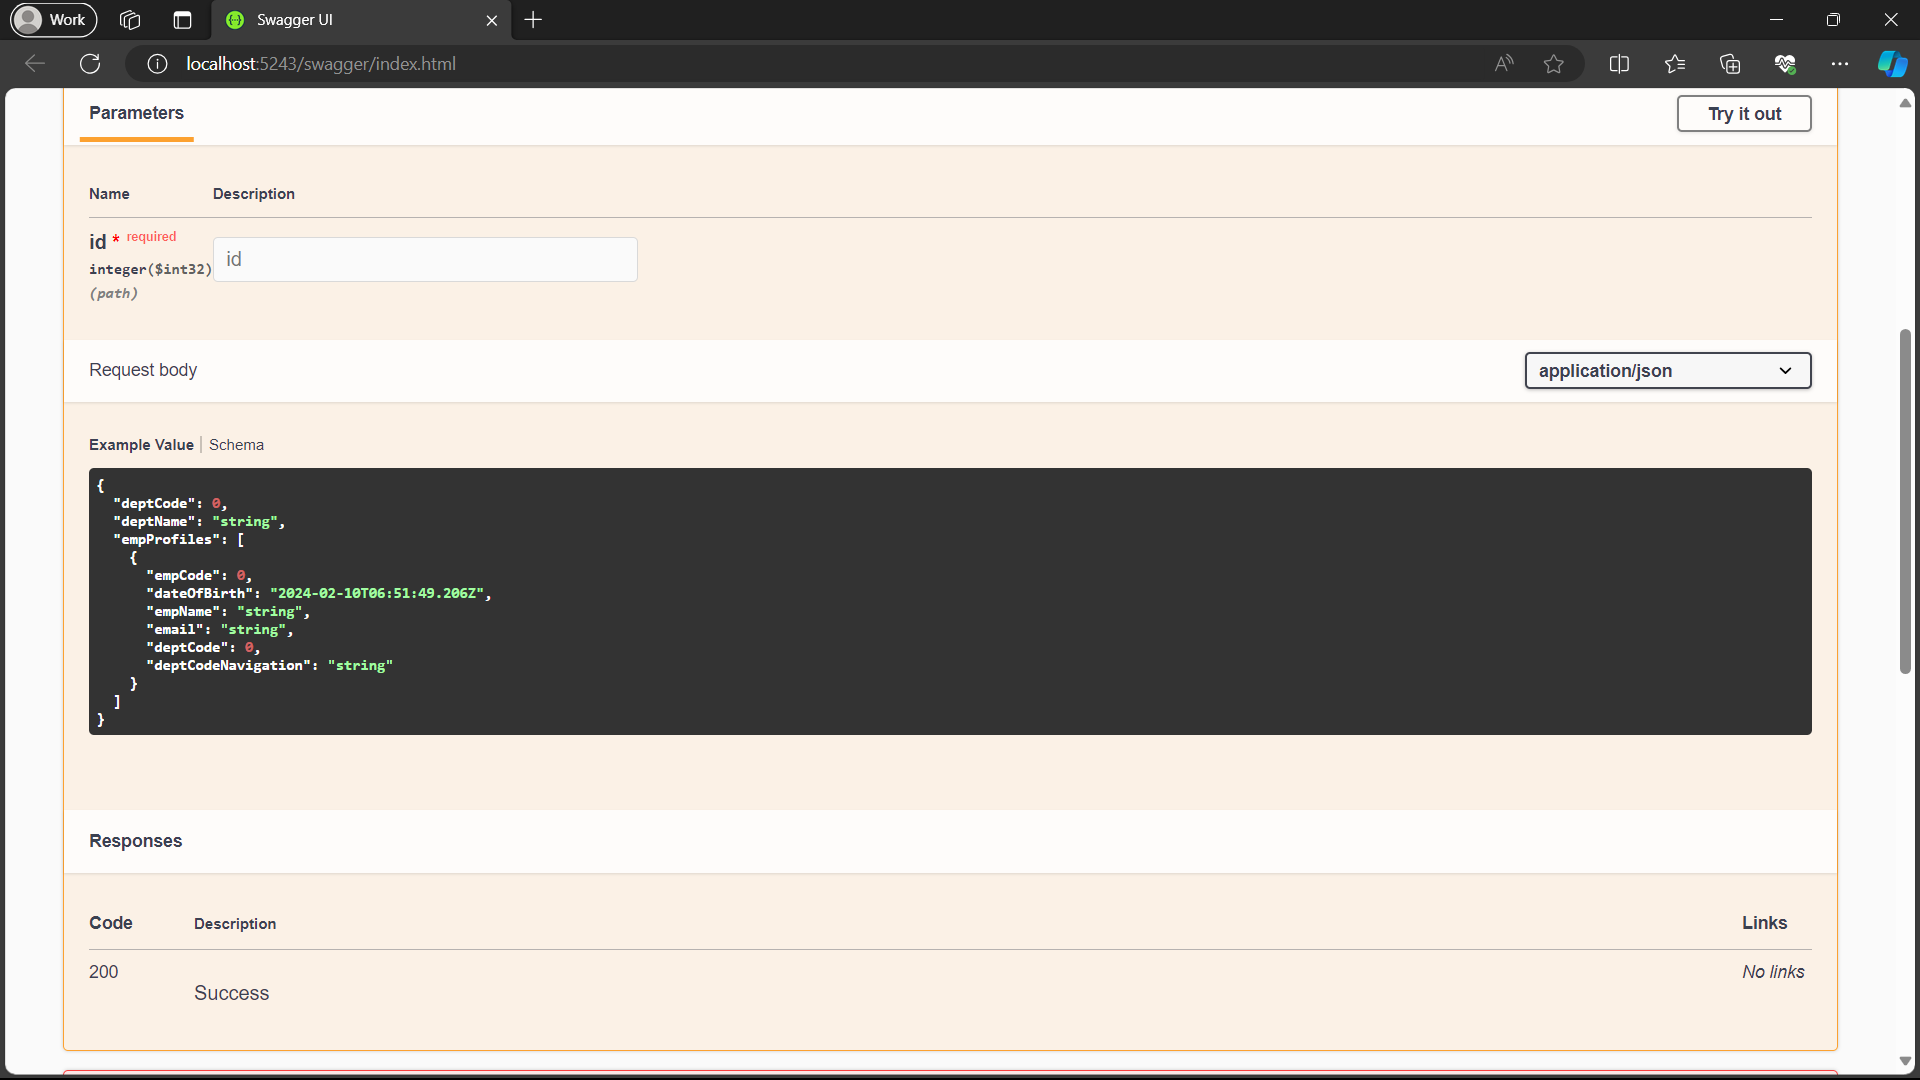 Work
Swagger UI
localhost:5243/swagger/index.html
Parameters
Try it out
Name Description
id * required
integer($int32)
(path)
id
Request body
application/json
Example Value | Schema
{
  "deptCode": 0,
  "deptName": "string",
  "empProfiles": [
    {
      "empCode": 0,
      "dateOfBirth": "2024-02-10T06:51:49.206Z",
      "empName": "string",
      "email": "string",
      "deptCode": 0,
      "deptCodeNavigation": "string"
    }
  ]
}
Responses
Code Description Links
200 No links
Success